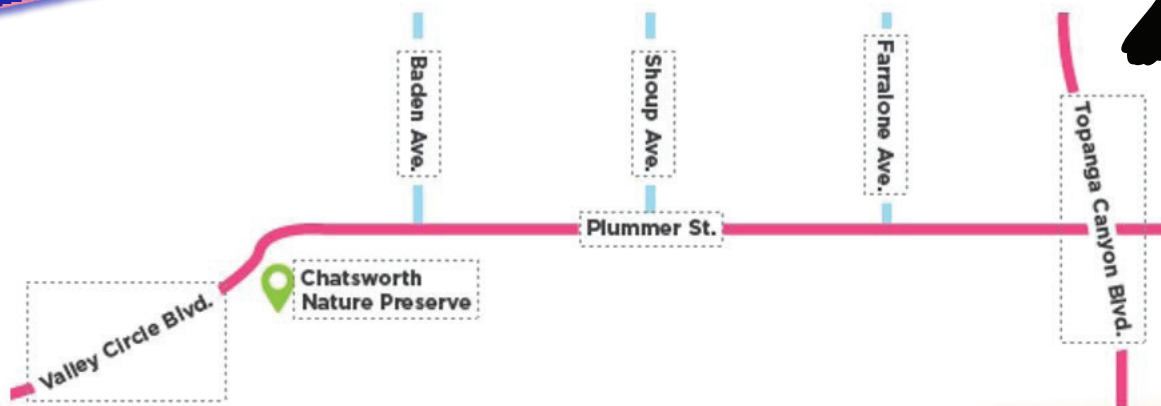 Baden Ave.
Shoup Ave.
Farralone Ave.
Topanga Canyon Blvd.
Plummer St.
Chatsworth
Nature Preserve
Valley Circle Blvd.